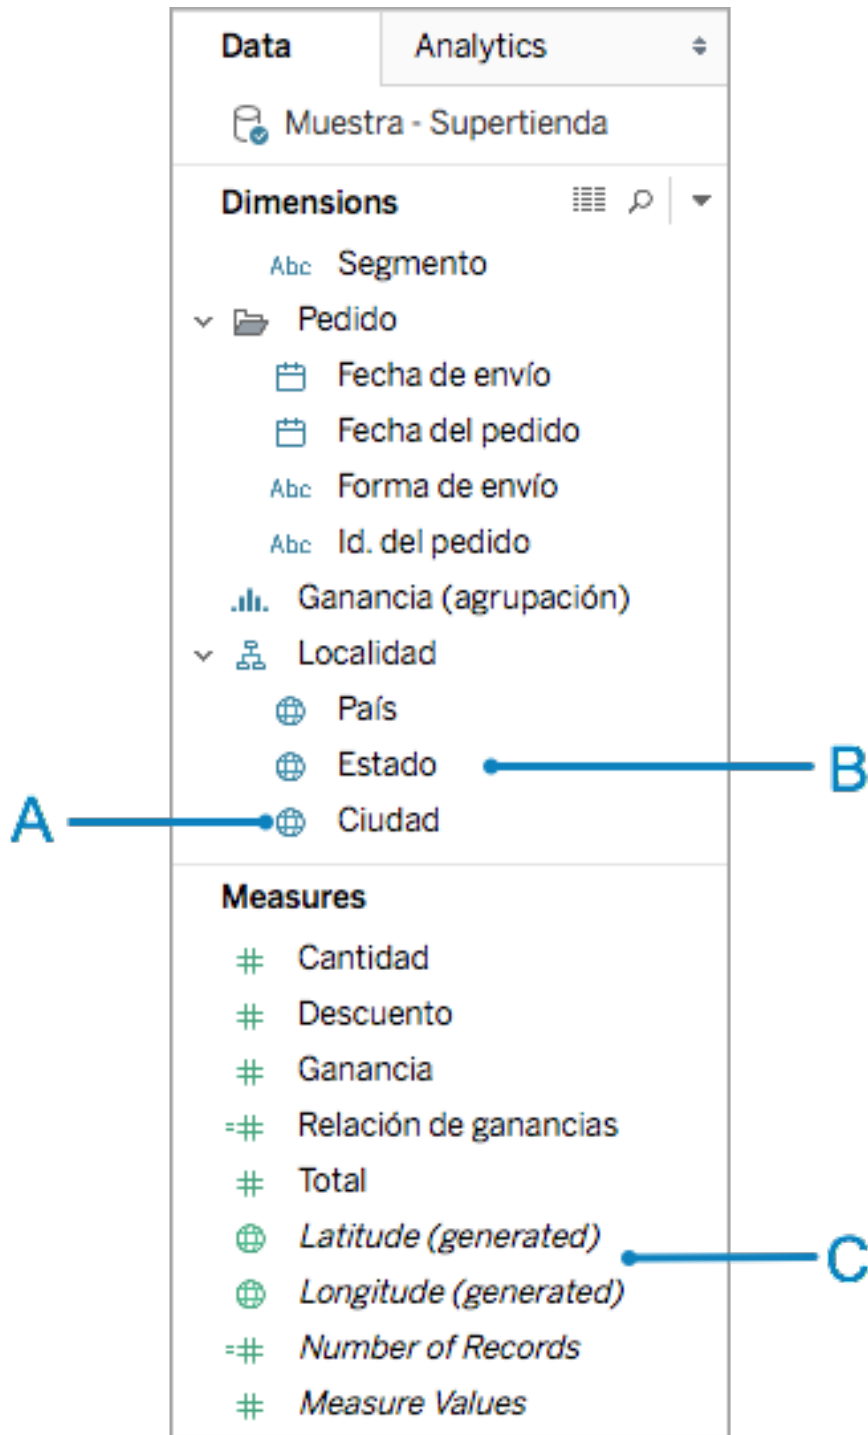 Data Analytics
Muestra - Supertienda
Dimensions
Abc Segmento
Pedido
Fecha de envío
Fecha del pedido
Abc Forma de envío
Abc Id. del pedido
Ganancia (agrupación)
Localidad
País
Estado B
A Ciudad
Measures
# Cantidad
# Descuento
# Ganancia
=# Relación de ganancias
# Total
Latitude (generated)
C
Longitude (generated)
=# Number of Records
# Measure Values